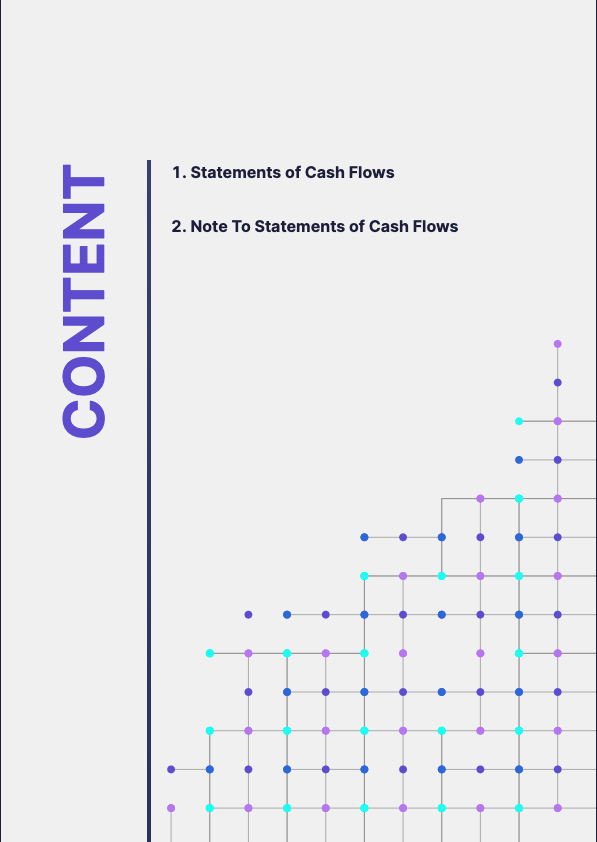 CONTENT
1. Statements of Cash Flows
2. Note To Statements of Cash Flows